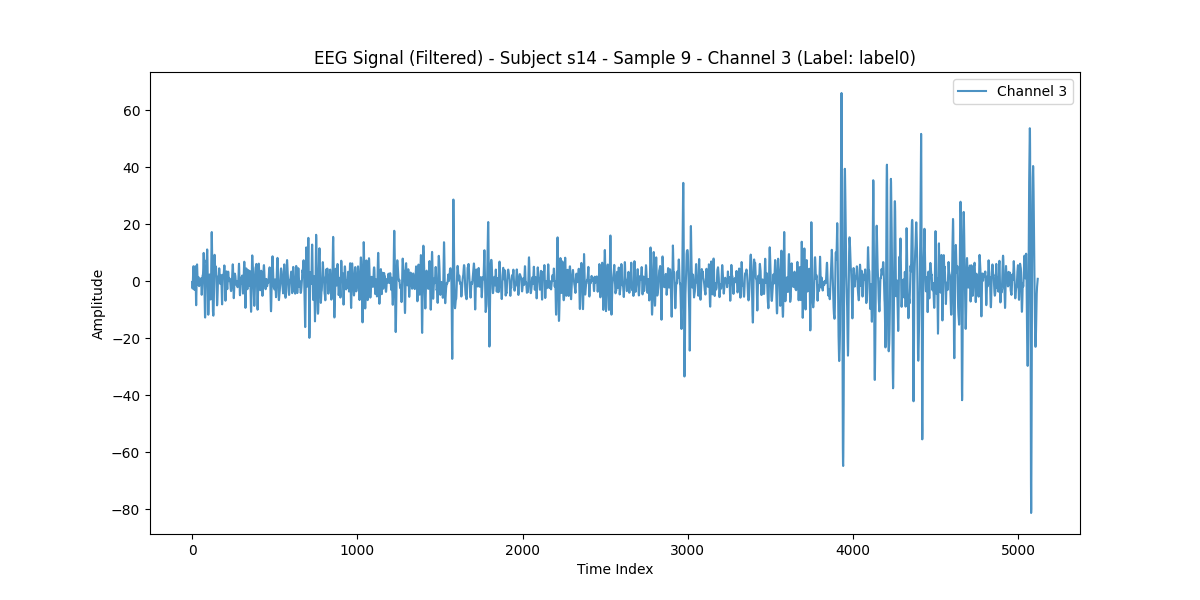 EEG Signal (Filtered) - Subject s14 - Sample 9 - Channel 3 (Label: label0)
Channel 3
60
40
20
0
−20
−40
−60
−80
Amplitude
0 1000 2000 3000 4000 5000
Time Index